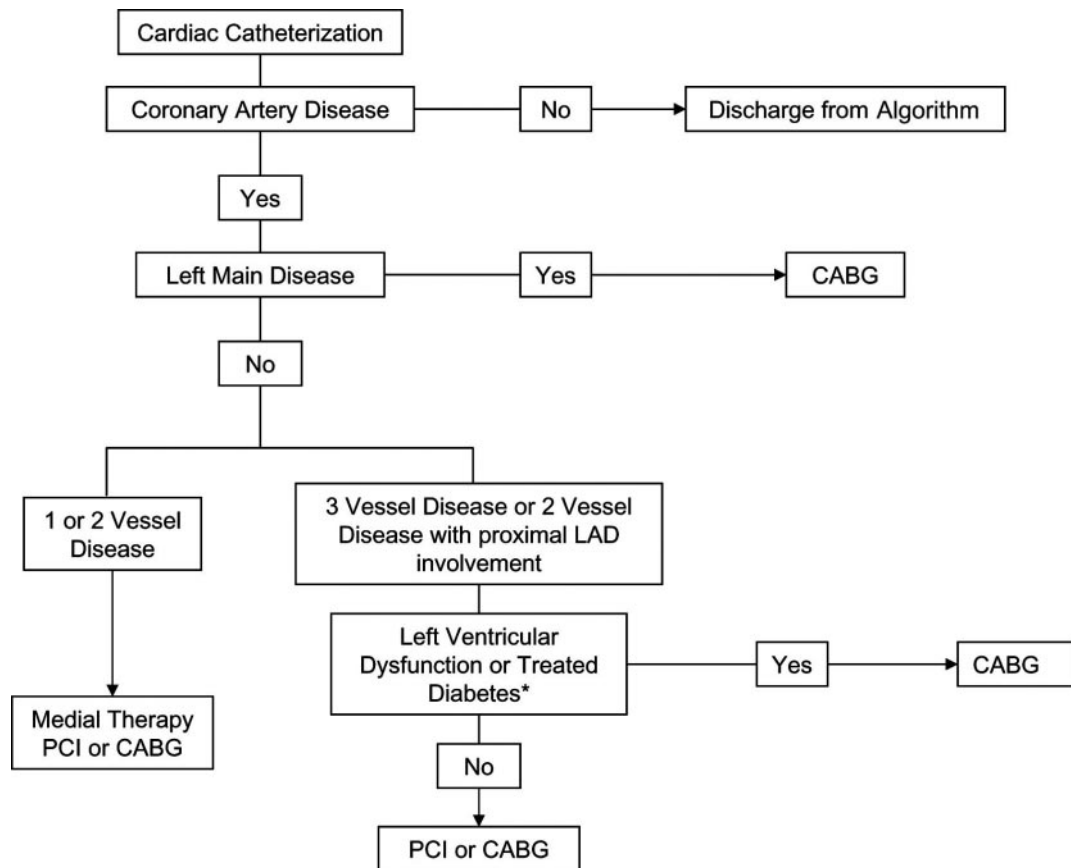 Cardiac Catheterization
Coronary Artery Disease
No
Discharge from Algorithm
Yes
Left Main Disease
Yes
CABG
No
1 or 2 Vessel
Disease
3 Vessel Disease or 2 Vessel
Disease with proximal LAD
involvement
Left Ventricular
Dysfunction or Treated
Diabetes*
Yes
CABG
Medial Therapy
PCI or CABG
No
PCI or CABG